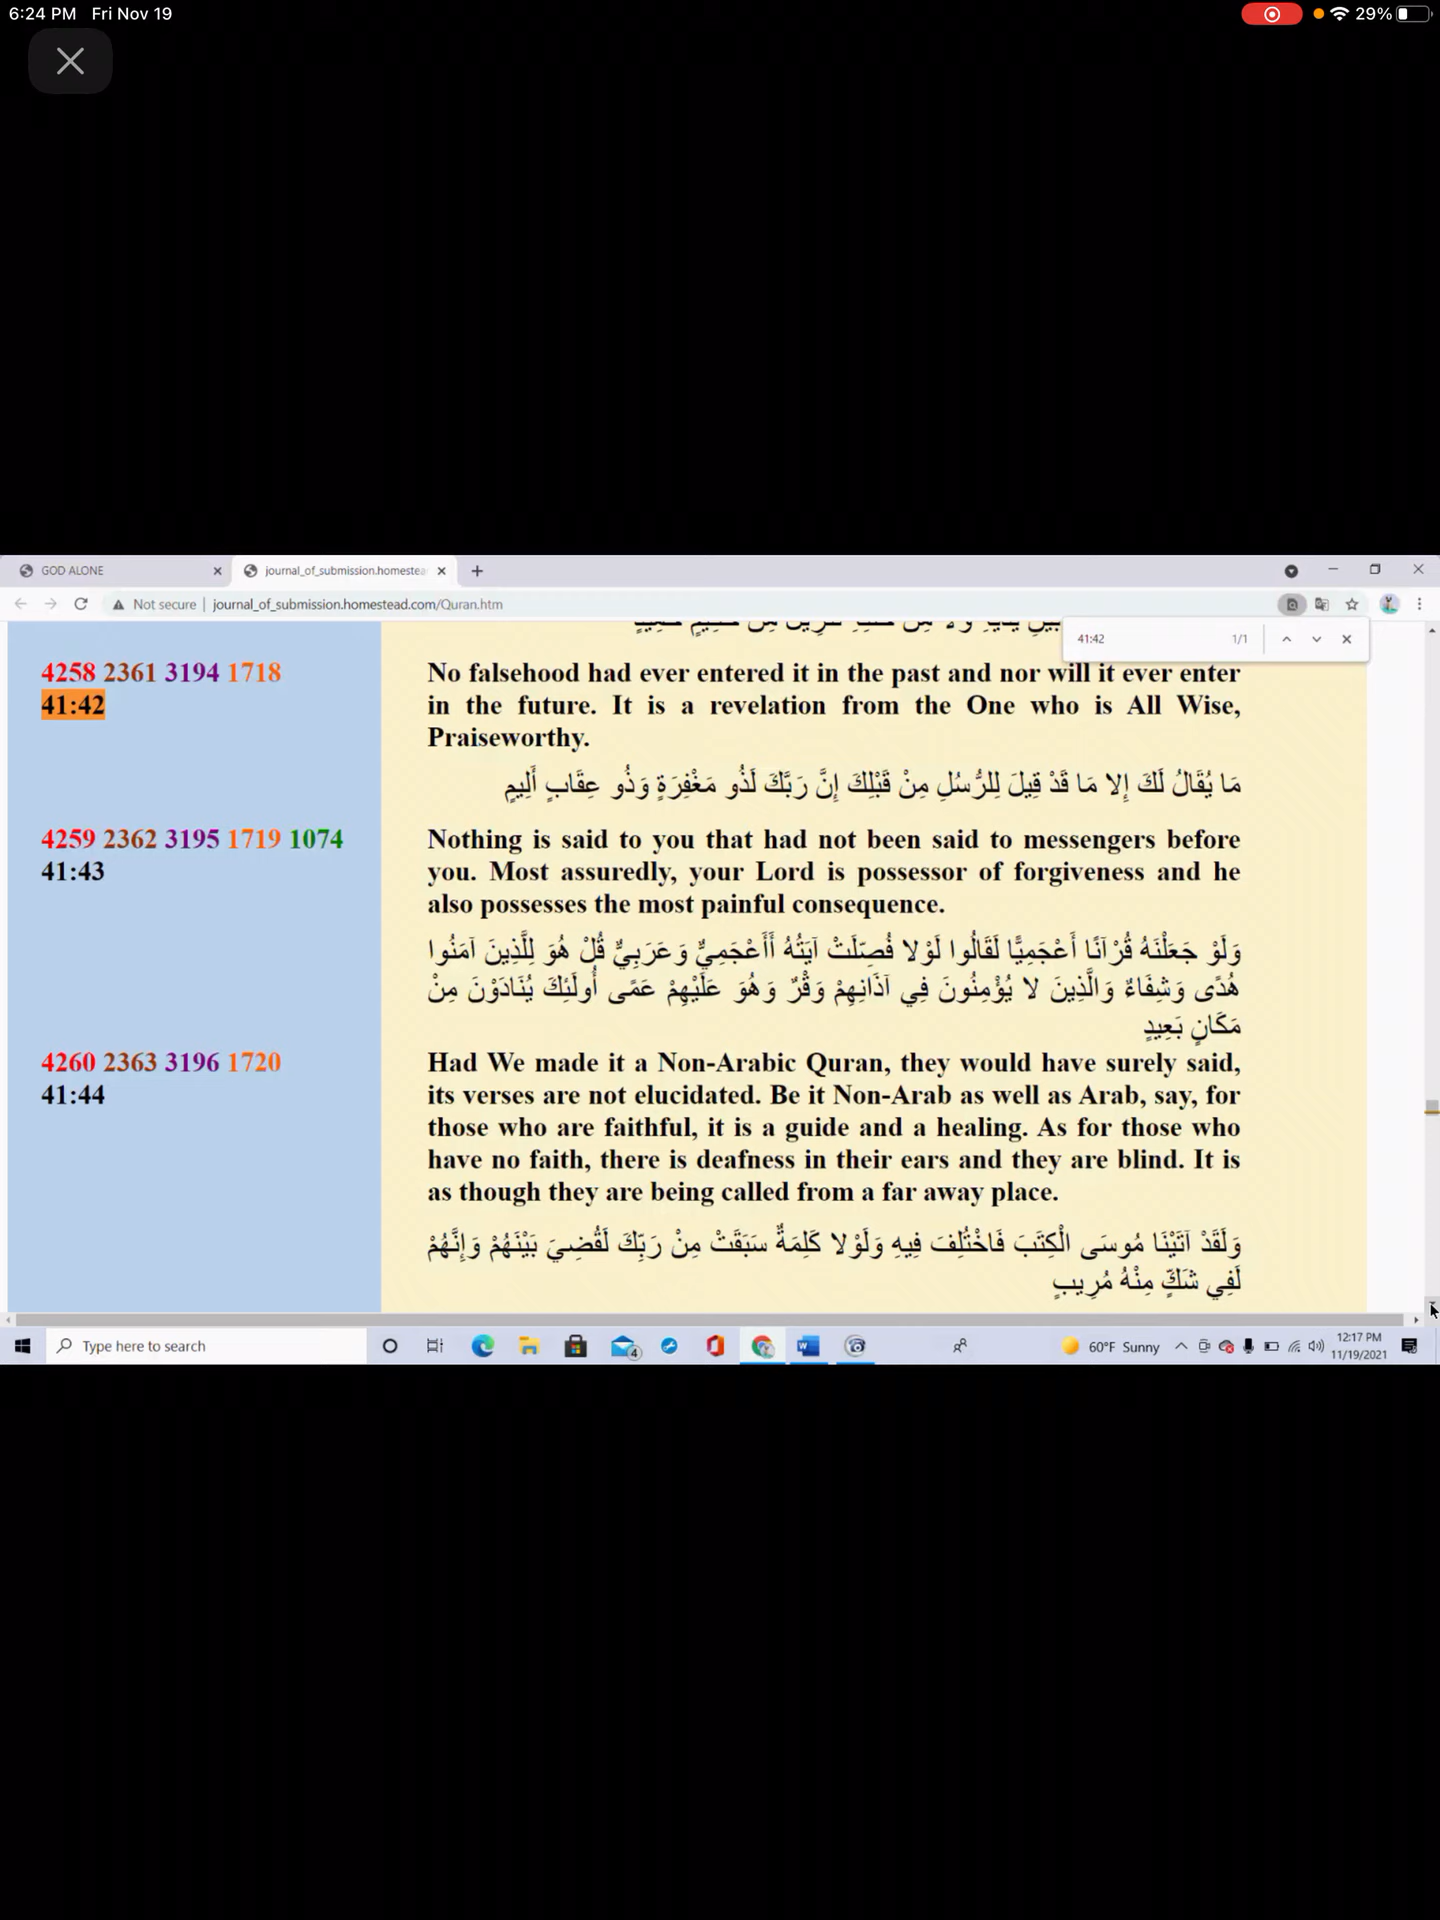 6:24 PM Fri Nov 19
29%
GOD ALONE
journal_of_submission.homestea
Not secure | journal_of_submission.homestead.com/Quran.htm
41:42 1/1
4258 2361 3194 1718
41:42
No falsehood had ever entered it in the past and nor will it ever enter
in the future. It is a revelation from the One who is All Wise,
Praiseworthy.
مَا يُقَالُ لَكَ إِلا مَا قَدْ قِيلَ لِلرُّسُلِ مِنْ قَبْلِكَ إِنَّ رَبَّكَ لَذُو مَغْفِرَةٍ وَذُو عِقَابٍ أَلِيمٍ
4259 2362 3195 1719 1074
41:43
Nothing is said to you that had not been said to messengers before
you. Most assuredly, your Lord is possessor of forgiveness and he
also possesses the most painful consequence.
وَلَوْ جَعَلْنَهُ قُرْآنًا أَعْجَمِيًّا لَقَالُوا لَوْلا فُصِّلَتْ آيَتُهُ أَأَعْجَمِيٌّ وَعَرَبِيٌّ قُلْ هُوَ لِلَّذِينَ آمَنُوا
هُدًى وَشِفَاءٌ وَالَّذِينَ لا يُؤْمِنُونَ فِي آذَانِهِمْ وَقْرٌ وَهُوَ عَلَيْهِمْ عَمًى أُولَئِكَ يُنَادَوْنَ مِنْ
مَكَانٍ بَعِيدٍ
4260 2363 3196 1720
41:44
Had We made it a Non-Arabic Quran, they would have surely said,
its verses are not elucidated. Be it Non-Arab as well as Arab, say, for
those who are faithful, it is a guide and a healing. As for those who
have no faith, there is deafness in their ears and they are blind. It is
as though they are being called from a far away place.
وَلَقَدْ آتَيْنَا مُوسَى الْكِتَبَ فَاخْتُلِفَ فِيهِ وَلَوْلا كَلِمَةٌ سَبَقَتْ مِنْ رَبِّكَ لَقُضِيَ بَيْنَهُمْ وَإِنَّهُمْ
لَفِي شَكٍّ مِنْهُ مُرِيبٍ
Type here to search
4
60°F Sunny
12:17 PM
11/19/2021